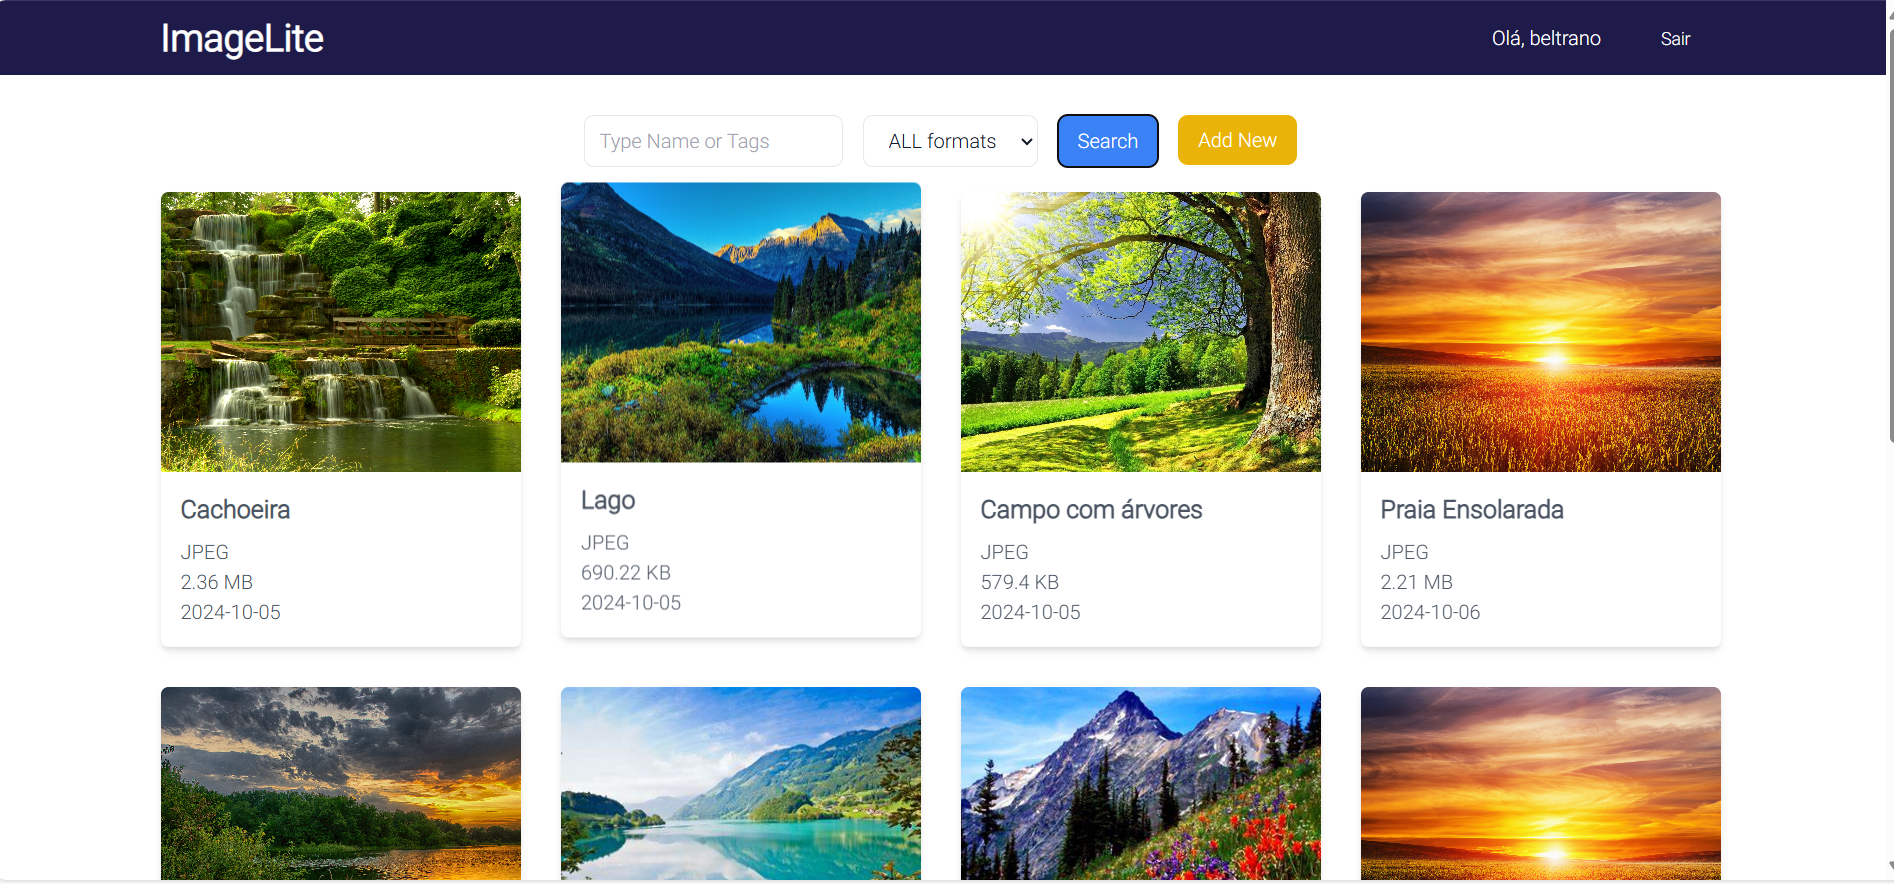 ImageLite
Olá, beltrano
Sair
Type Name or Tags
ALL formats
Search
Add New
Cachoeira
JPEG
2.36 MB
2024-10-05
Lago
JPEG
690.22 KB
2024-10-05
Campo com árvores
JPEG
579.4 KB
2024-10-05
Praia Ensolarada
JPEG
2.21 MB
2024-10-06